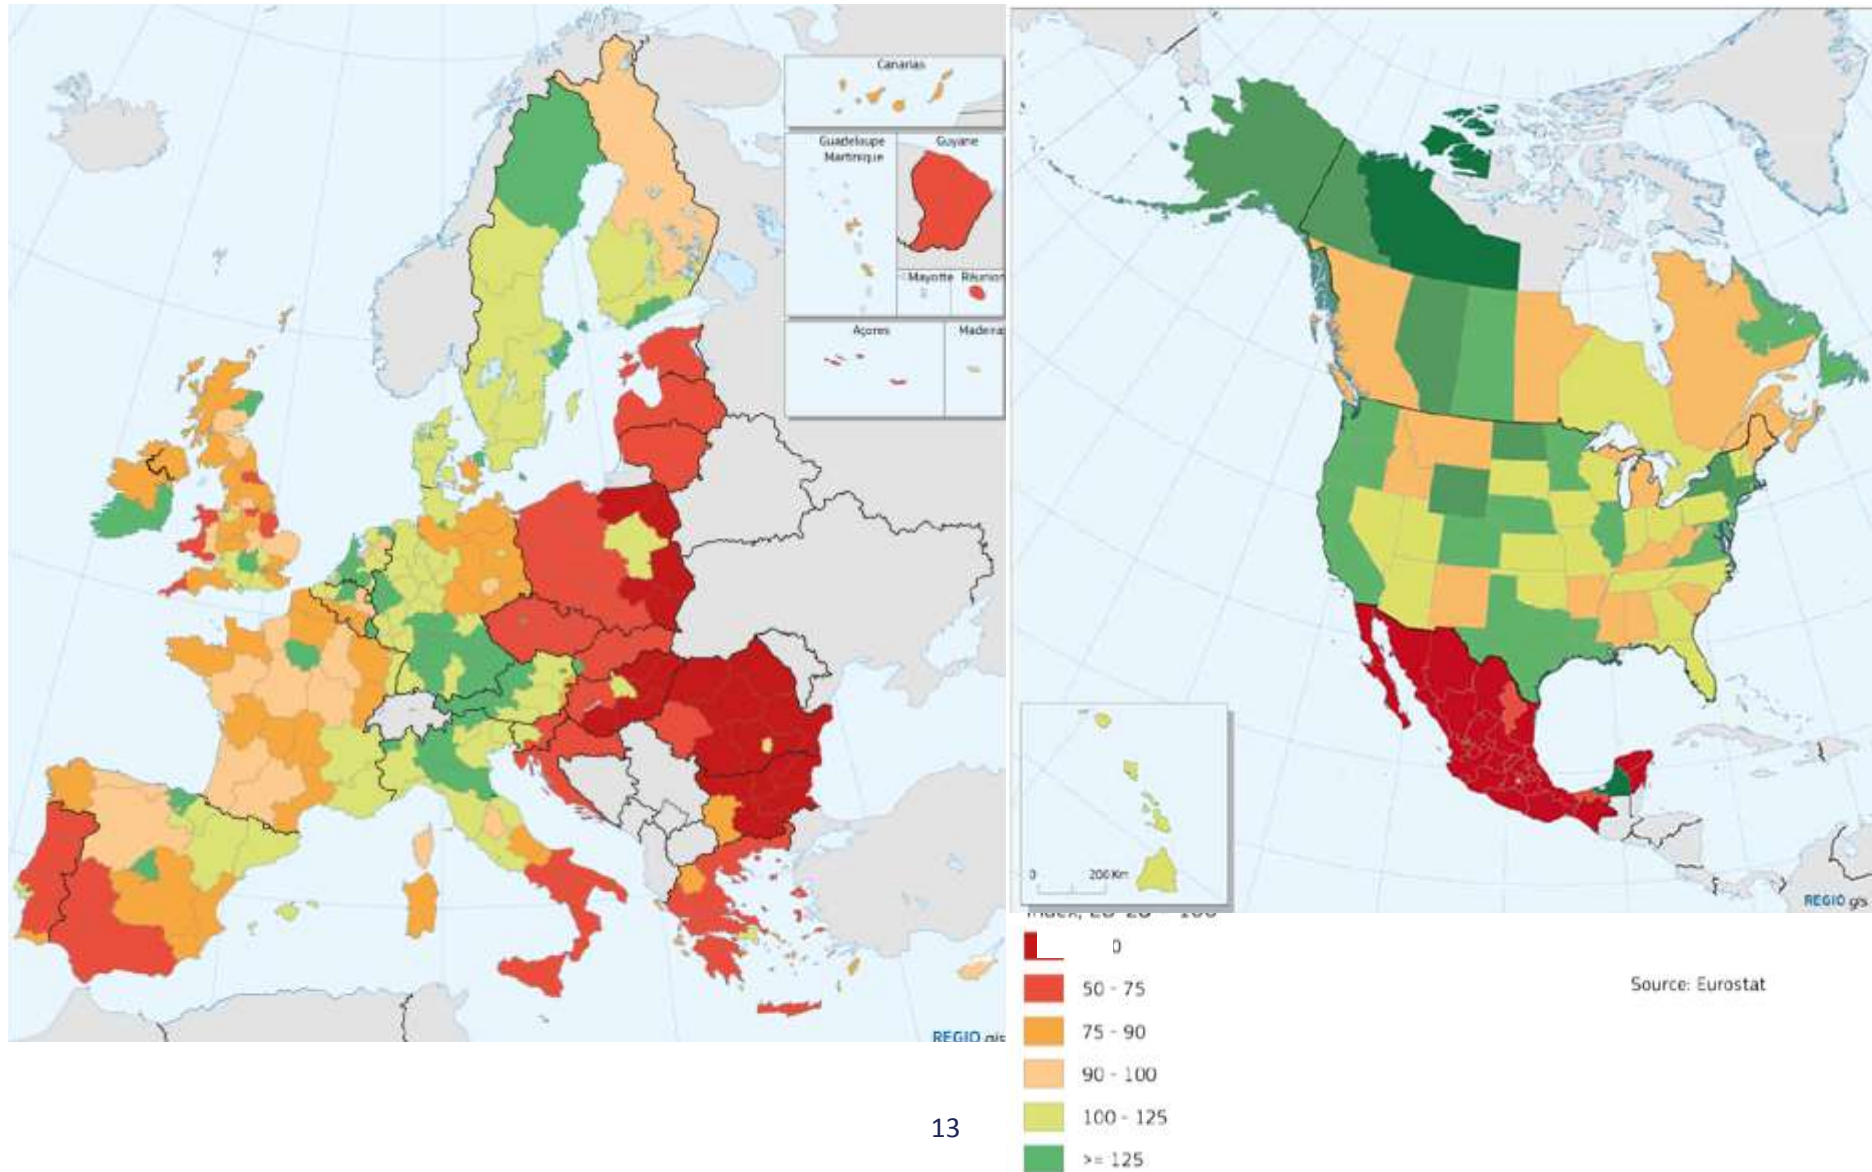 Canarias
Guadeloupe
Martinique
Guyane
Mayotte
Réunion
Açores
Madeira
REGIO gis
0
200 Km
REGIO gis
0
50 - 75
75 - 90
90 - 100
100 - 125
>= 125
Source: Eurostat
13